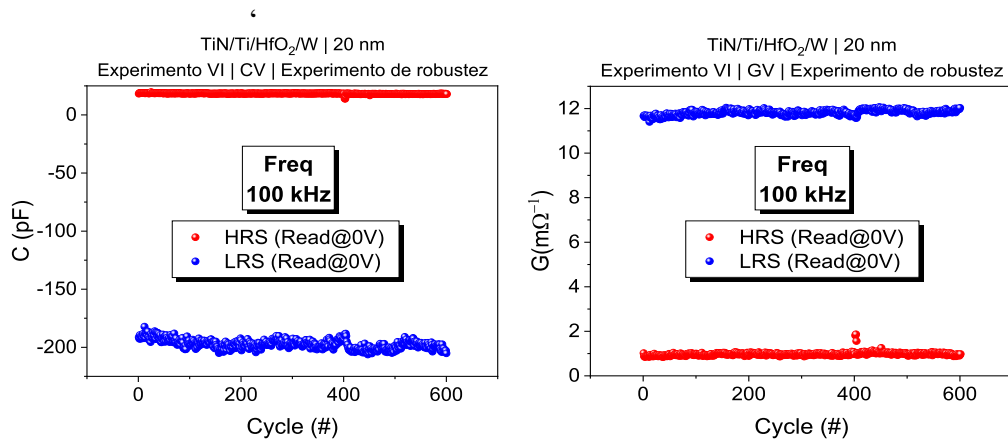 ‘
TiN/Ti/HfO₂/W | 20 nm
Experimento VI | CV | Experimento de robustez
0
-50
-100
-150
-200
C (pF)
Freq
100 kHz
HRS (Read@0V)
LRS (Read@0V)
0
200
400
600
Cycle (#)
TiN/Ti/HfO₂/W | 20 nm
Experimento VI | GV | Experimento de robustez
12
10
8
6
4
2
0
G(mΩ⁻¹)
Freq
100 kHz
HRS (Read@0V)
LRS (Read@0V)
0
200
400
600
Cycle (#)